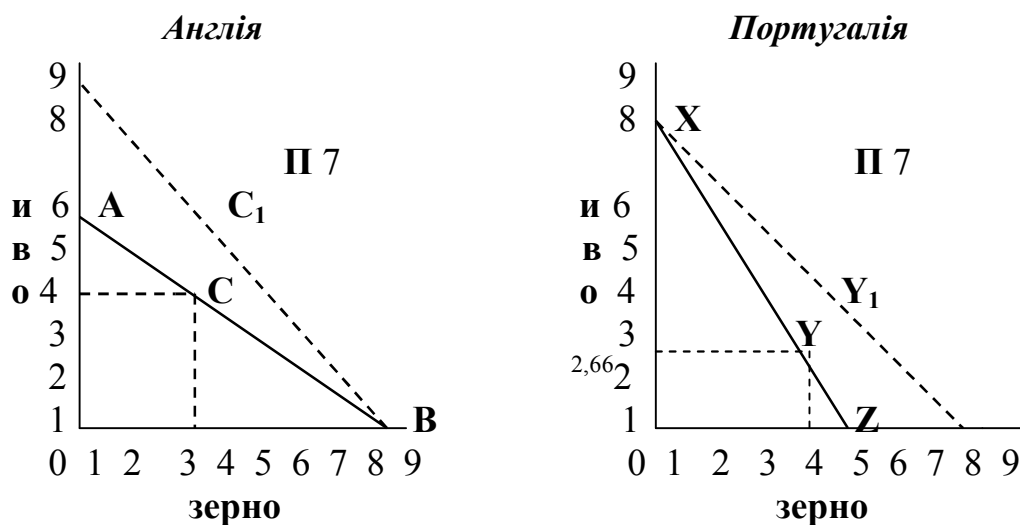 Англія
9
8
П 7
и 6 A C₁
в 5
о 4 C
3
2
1 B
0 1 2 3 4 5 6 7 8 9
зерно
Португалія
9
8 X
П 7
и 6
в 5
о 4 Y₁
3 Y
2,66 2
1 Z
0 1 2 3 4 5 6 7 8 9
зерно